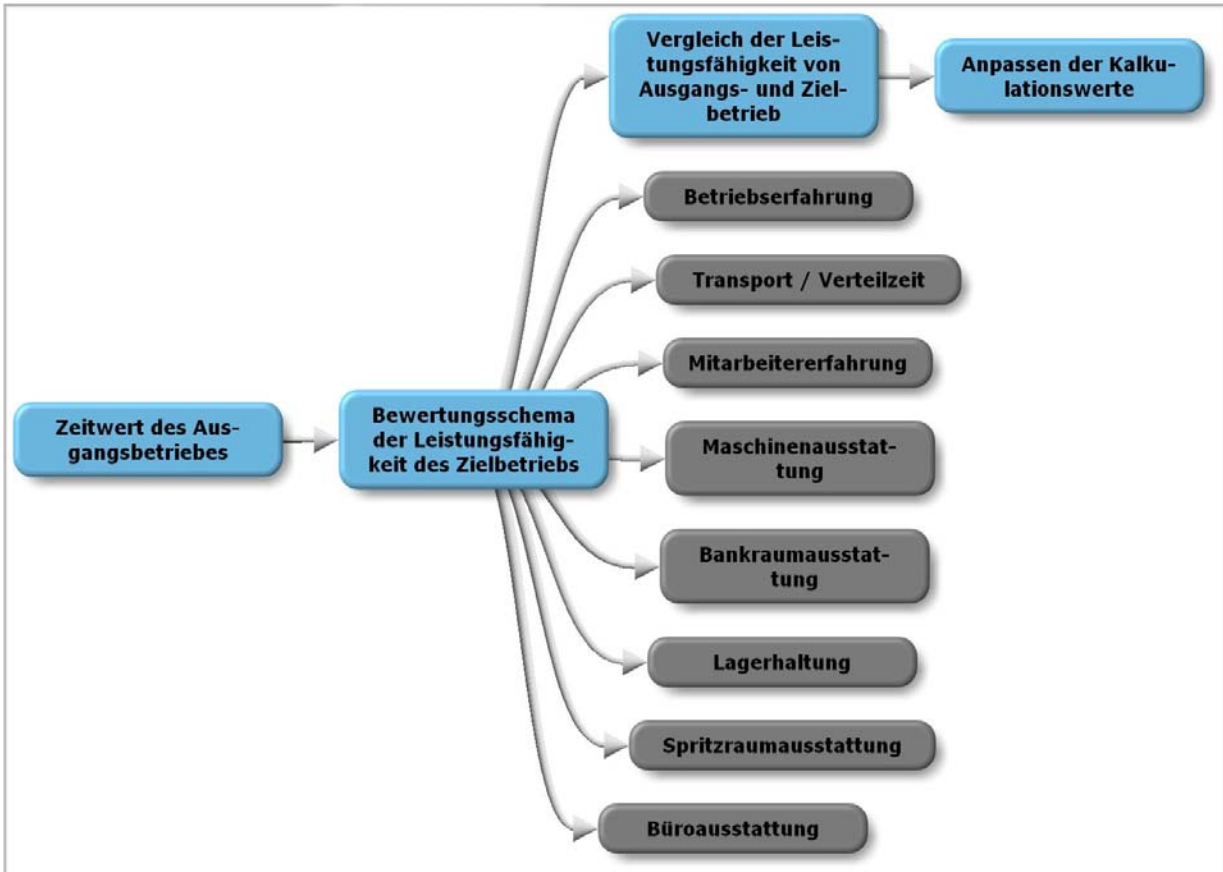 Vergleich der Leis-
tungsfähigkeit von
Ausgangs- und Ziel-
betrieb
Anpassen der Kalku-
lationswerte
Betriebserfahrung
Transport / Verteilzeit
Mitarbeitererfahrung
Zeitwert des Aus-
gangsbetriebes
Bewertungsschema
der Leistungsfähig-
keit des Zielbetriebs
Maschinenausstat-
tung
Bankraumausstat-
tung
Lagerhaltung
Spritzraumausstattung
Büroausstattung